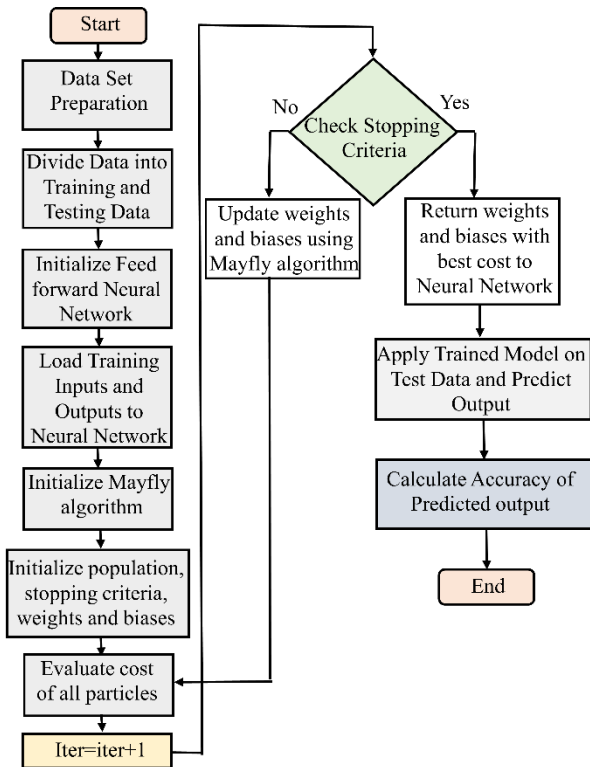 Start
Data Set
Preparation
Divide Data into
Training and
Testing Data
Initialize Feed
forward Neural
Network
Load Training
Inputs and
Outputs to
Neural Network
Initialize Mayfly
algorithm
Initialize population,
stopping criteria,
weights and biases
Evaluate cost
of all particles
Iter=iter+1
Check Stopping
Criteria
No
Yes
Update weights
and biases using
Mayfly algorithm
Return weights
and biases with
best cost to
Neural Network
Apply Trained Model on
Test Data and Predict
Output
Calculate Accuracy of
Predicted output
End